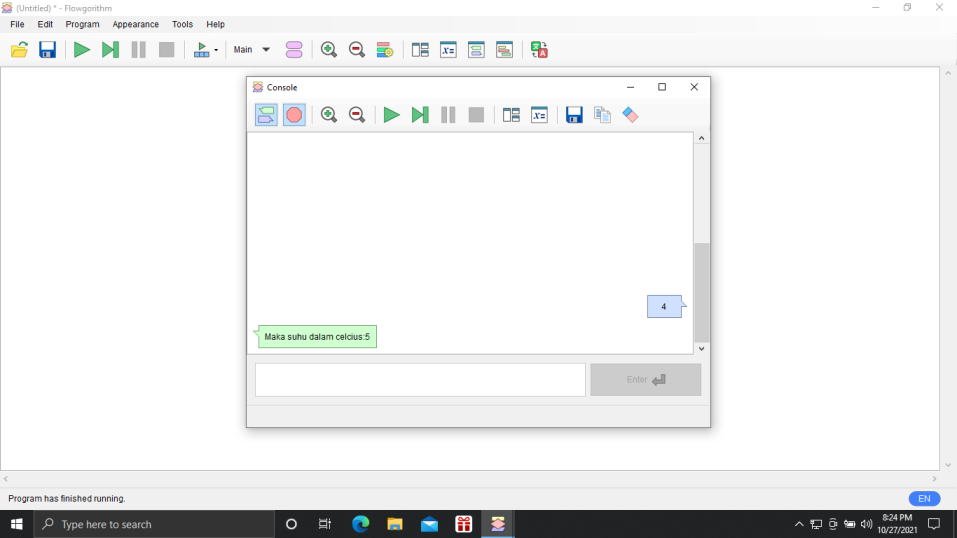 (Untitled) * - Flowgorithm
File Edit Program Appearance Tools Help
Main
Console
4
Maka suhu dalam celcius:5
Enter
Program has finished running.
EN
Type here to search
8:24 PM
10/27/2021